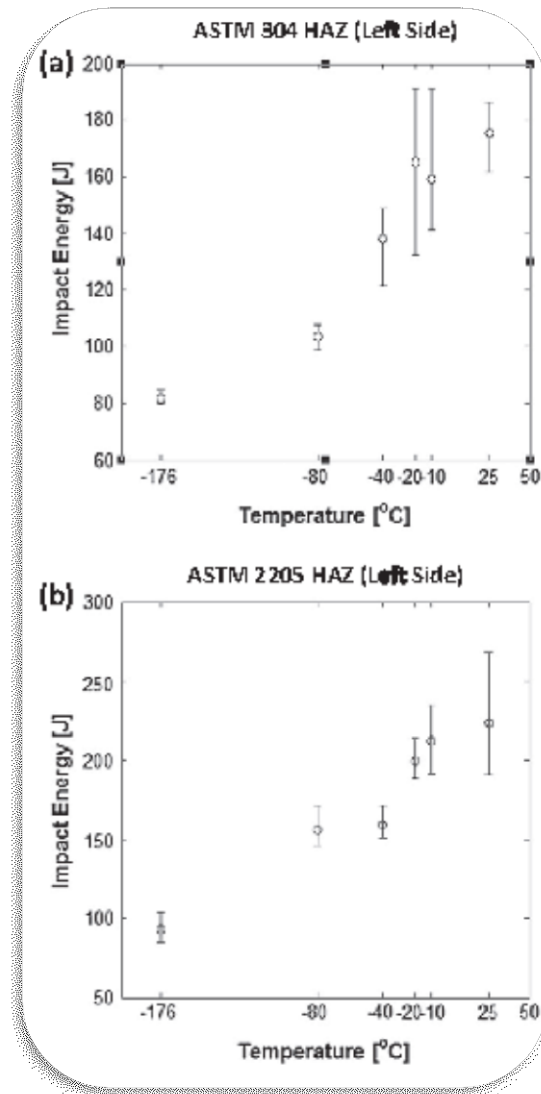 ASTM 304 HAZ (Left Side)
(a)
200
180
160
140
120
100
80
60
Impact Energy [J]
-176 -80 -40 -20 -10 25 50
Temperature [°C]
ASTM 2205 HAZ (Left Side)
(b)
300
250
200
150
100
50
Impact Energy [J]
-176 -80 -40 -20 -10 25 50
Temperature [°C]